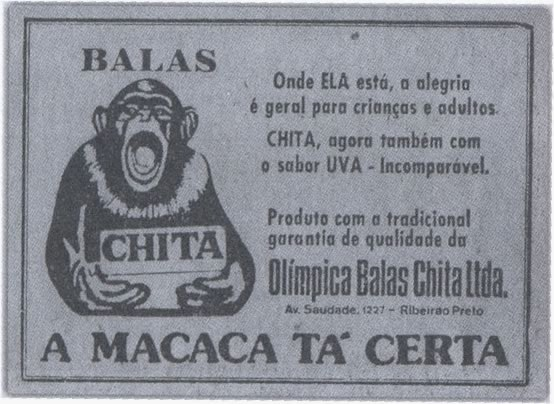 BALAS
CHITA
Onde ELA está, a alegria
é geral para crianças e adultos.
CHITA, agora também com
o sabor UVA - Incomparável.
Produto com a tradicional
garantia de qualidade da
Olímpica Balas Chita Ltda.
Av. Saudade, 1227 - Ribeirao Preto
A MACACA TÁ CERTA